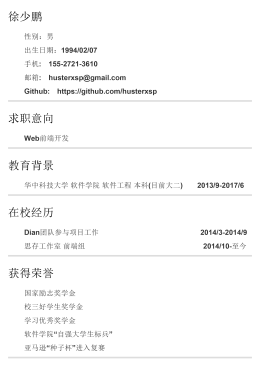 徐少鹏
性别：男
出生日期：1994/02/07
手机： 155-2721-3610
邮箱： husterxsp@gmail.com
Github: https://github.com/husterxsp
求职意向
Web前端开发
教育背景
华中科技大学 软件学院 软件工程 本科(目前大二) 2013/9-2017/6
在校经历
Dian团队参与项目工作 2014/3-2014/9
思存工作室 前端组 2014/10-至今
获得荣誉
国家励志奖学金
校三好学生奖学金
学习优秀奖学金
软件学院“自强大学生标兵”
亚马逊“种子杯”进入复赛